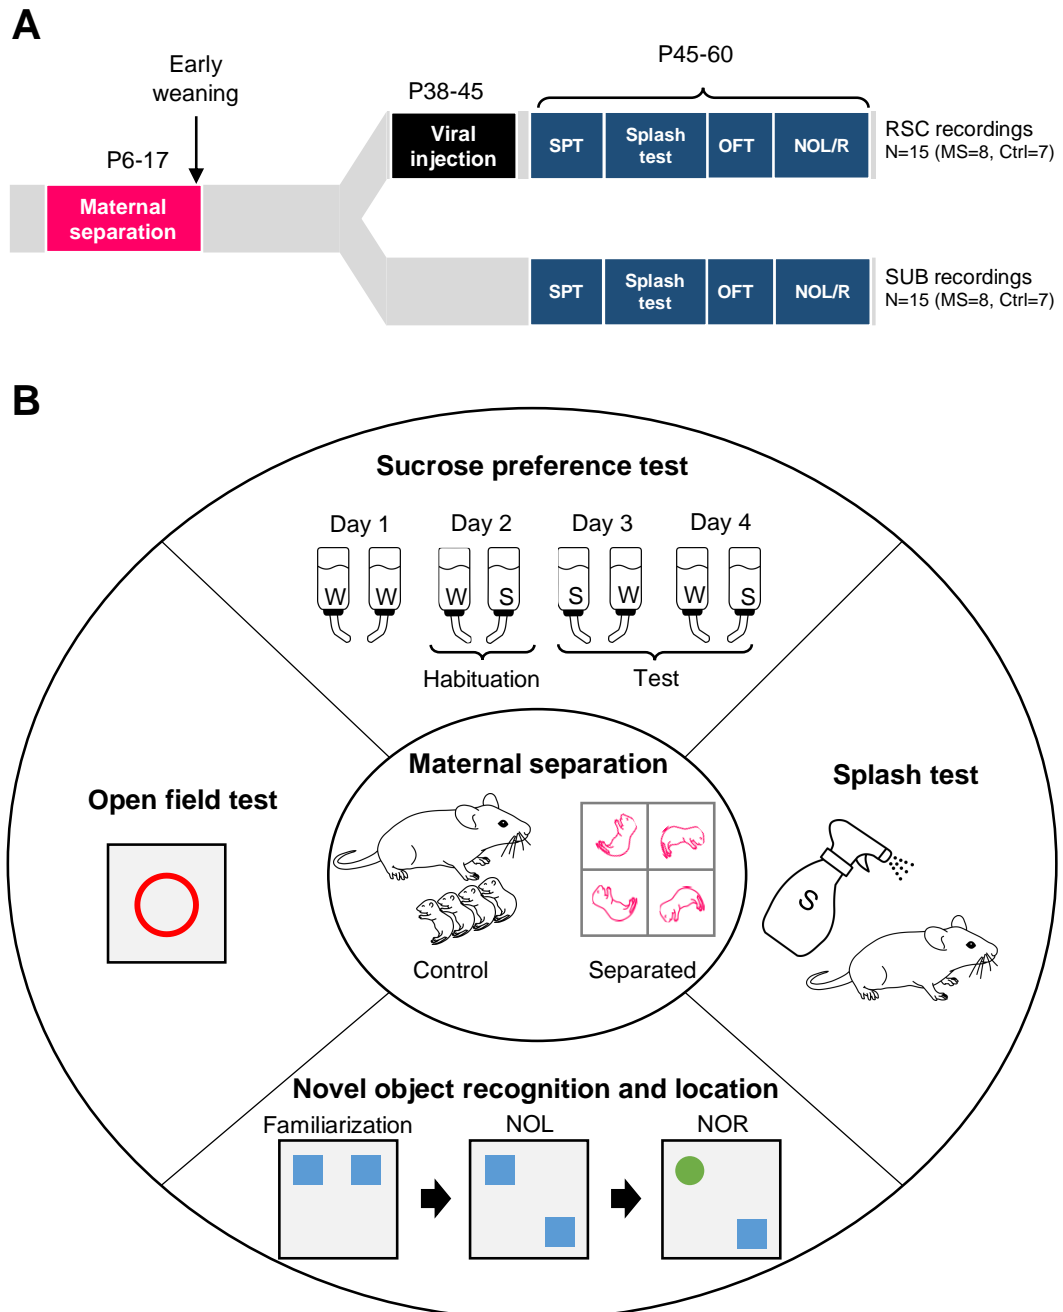 A
Early
weaning
P6-17
Maternal
separation
P38-45
Viral
injection
P45-60
SPT
Splash
test
OFT
NOL/R
RSC recordings
N=15 (MS=8, Ctrl=7)
SPT
Splash
test
OFT
NOL/R
SUB recordings
N=15 (MS=8, Ctrl=7)
B
Sucrose preference test
Day 1
Day 2
Day 3
Day 4
W W W S S W W S
Habituation
Test
Open field test
Maternal separation
Control
Separated
Splash test
S
Novel object recognition and location
Familiarization
NOL
NOR